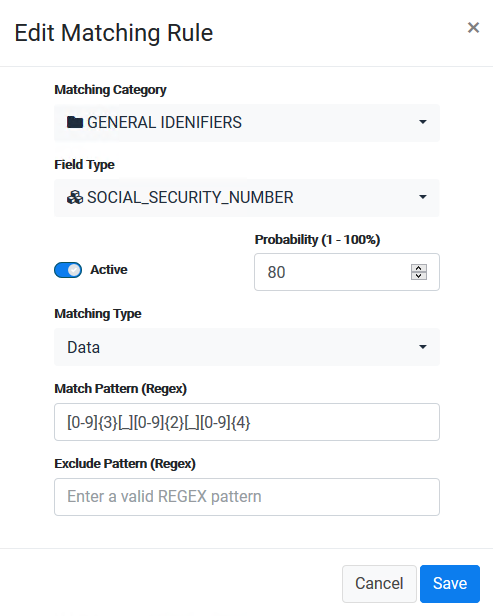 Edit Matching Rule
×
Matching Category
GENERAL IDENIFIERS
Field Type
SOCIAL_SECURITY_NUMBER
Probability (1 - 100%)
Active
80
Matching Type
Data
Match Pattern (Regex)
[0-9]{3}[_][0-9]{2}[_][0-9]{4}
Exclude Pattern (Regex)
Enter a valid REGEX pattern
Cancel Save